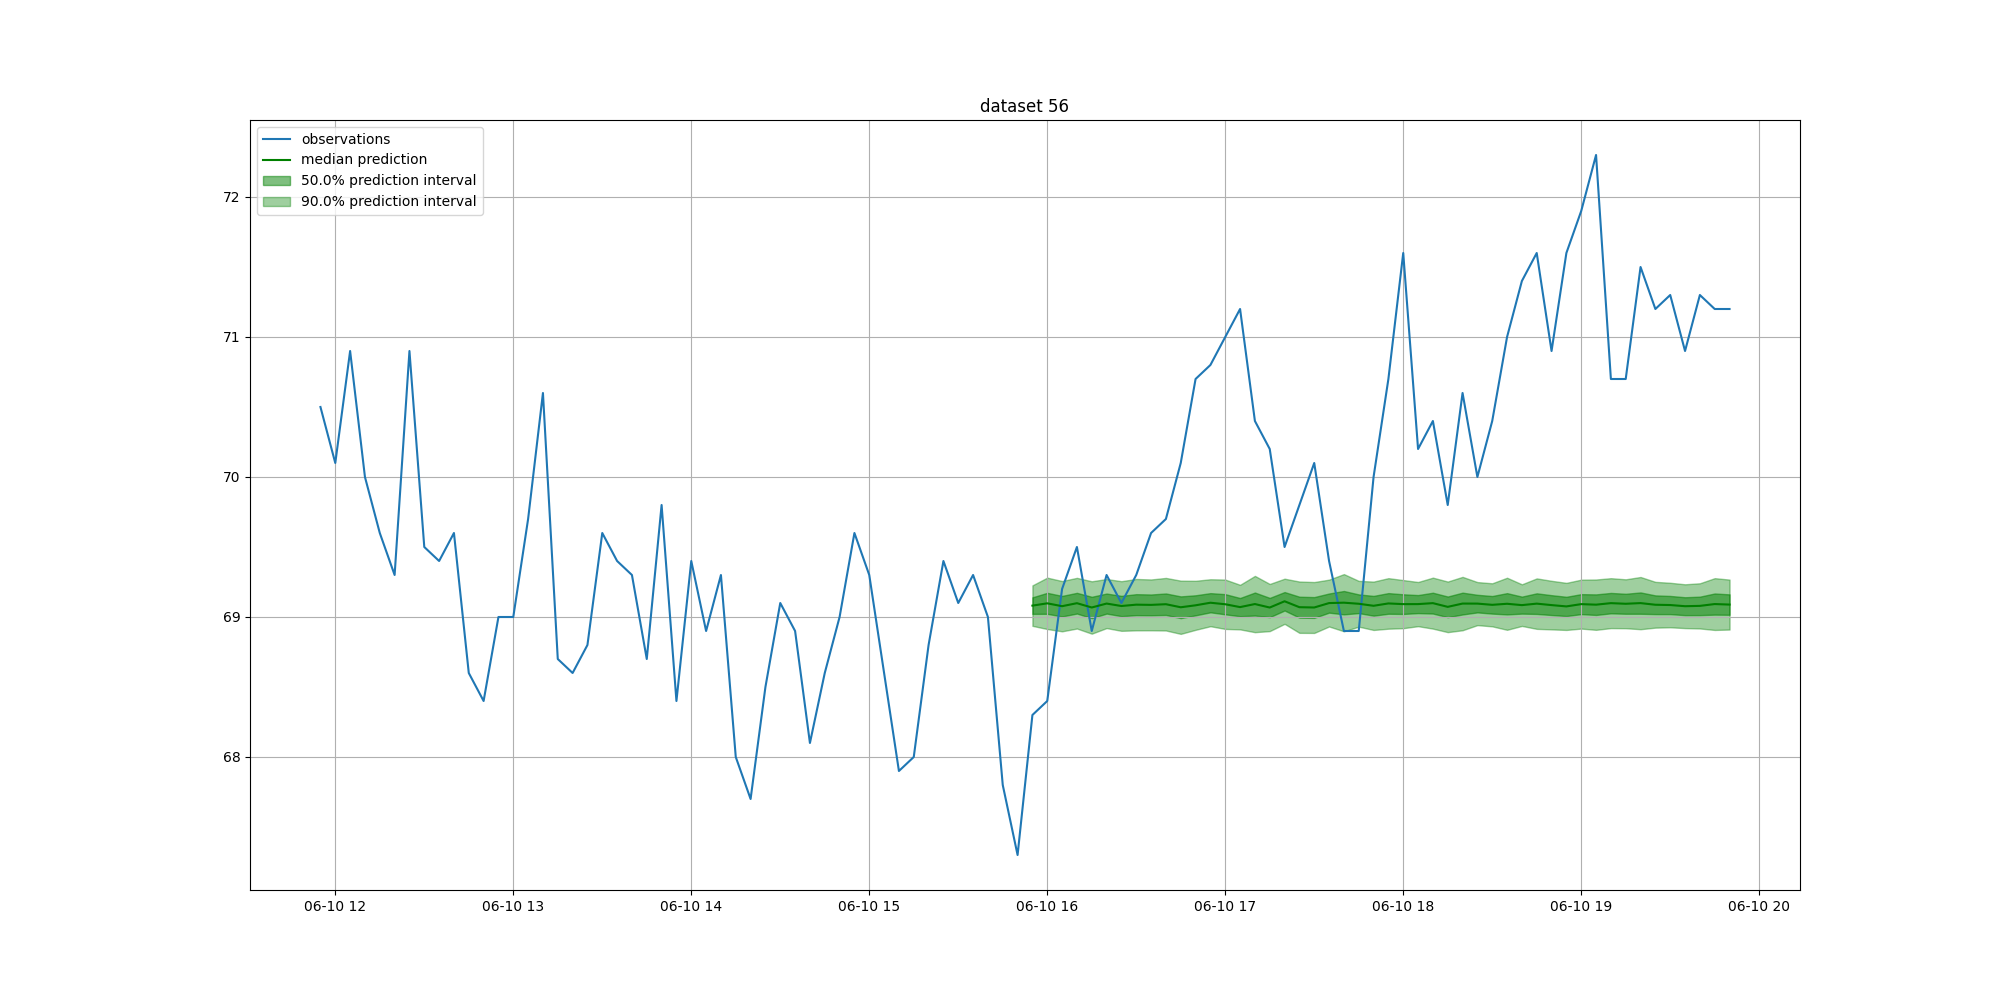 dataset 56
observations
median prediction
50.0% prediction interval
90.0% prediction interval
72
71
70
69
68
06-10 12
06-10 13
06-10 14
06-10 15
06-10 16
06-10 17
06-10 18
06-10 19
06-10 20